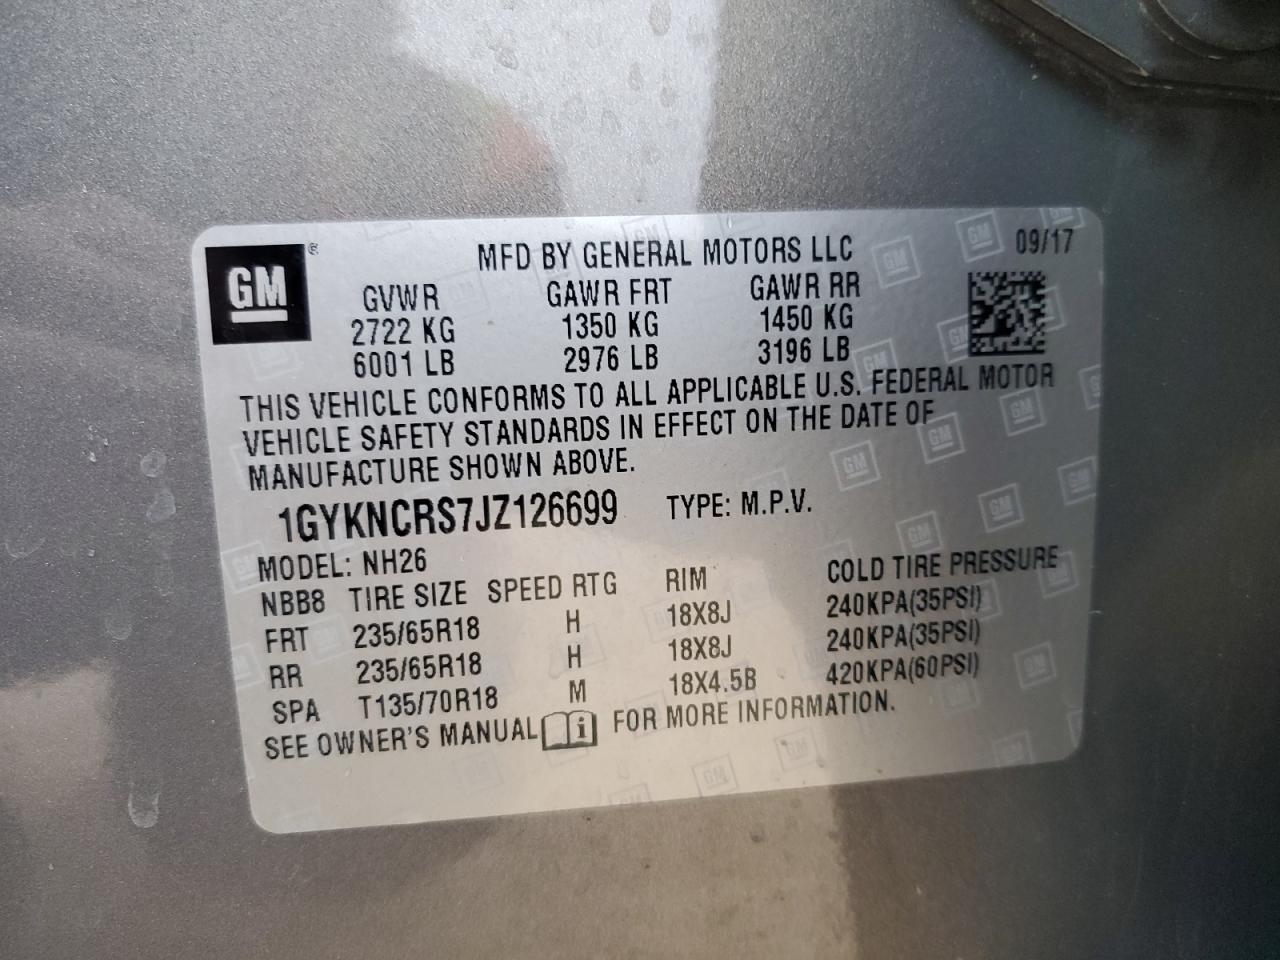 GM ®
MFD BY GENERAL MOTORS LLC 09/17
GVWR GAWR FRT GAWR RR
2722 KG 1350 KG 1450 KG
6001 LB 2976 LB 3196 LB
THIS VEHICLE CONFORMS TO ALL APPLICABLE U.S. FEDERAL MOTOR
VEHICLE SAFETY STANDARDS IN EFFECT ON THE DATE OF
MANUFACTURE SHOWN ABOVE.
1GYKNCRS7JZ126699 TYPE: M.P.V.
MODEL: NH26
NBB8 TIRE SIZE SPEED RTG RIM COLD TIRE PRESSURE
FRT 235/65R18 H 18X8J 240KPA(35PSI)
RR 235/65R18 H 18X8J 240KPA(35PSI)
SPA T135/70R18 M 18X4.5B 420KPA(60PSI)
SEE OWNER'S MANUAL i FOR MORE INFORMATION.